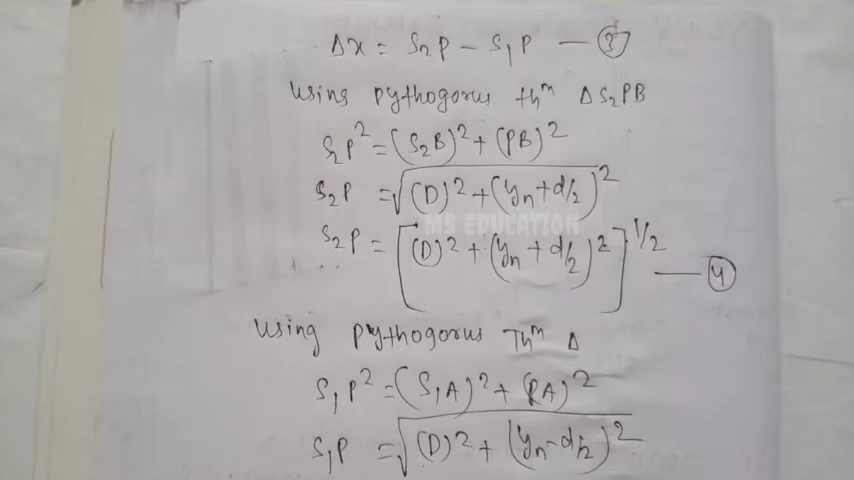 Δx = S₂P - S₁P — ③
Using pythogorus thᵐ ΔS₂PB
S₂P² = (S₂B)² + (PB)²
S₂P = √((D)² + (yₙ + d/2)²)
MS EDUCATION
S₂P = [(D)² + (yₙ + d/2)²]^1/2 — ④
Using pythogorus Thᵐ Δ
S₁P² = (S₁A)² + (PA)²
S₁P = √((D)² + (yₙ - d/2)²)